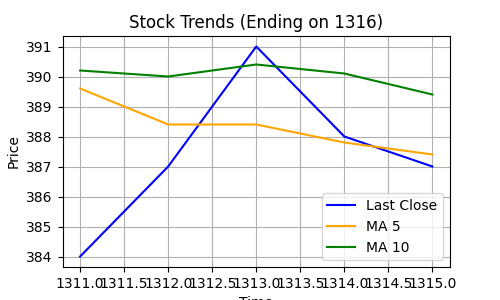 Stock Trends (Ending on 1316)
Price
391
390
389
388
387
386
385
384
Last Close
MA 5
MA 10
1311.0 1311.5 1312.0 1312.5 1313.0 1313.5 1314.0 1314.5 1315.0
Time